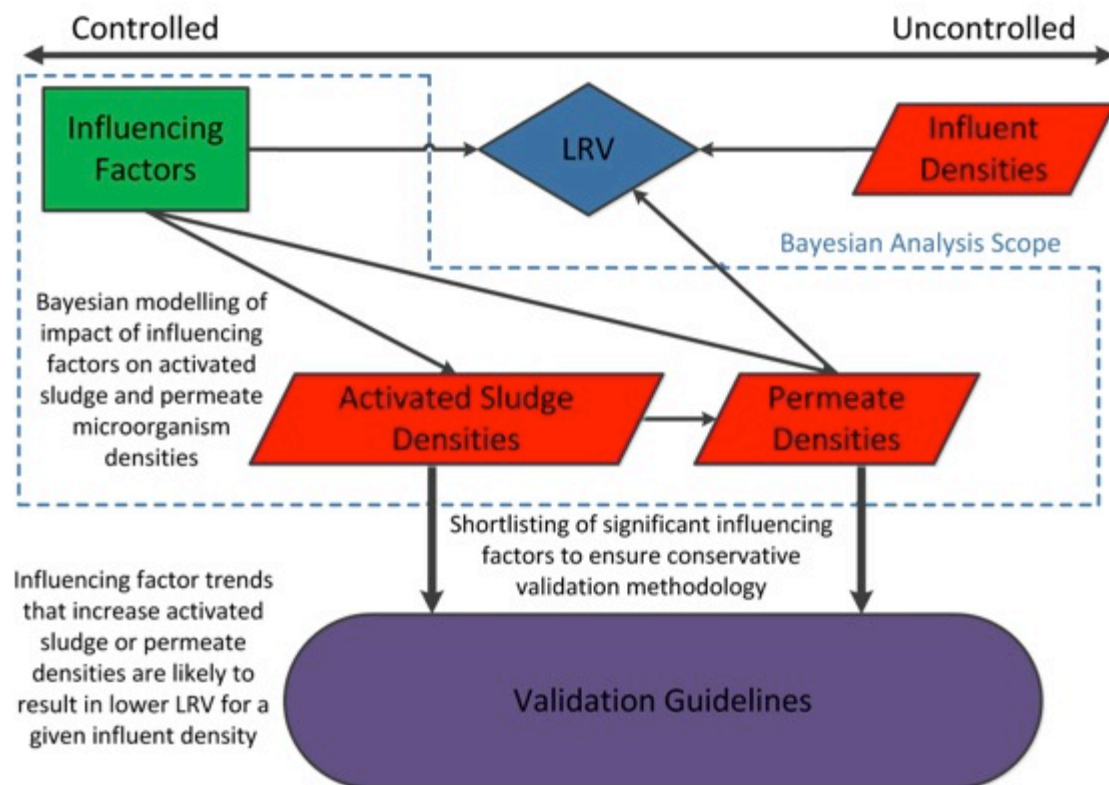 Controlled
Uncontrolled
Influencing
Factors
LRV
Influent
Densities
Bayesian Analysis Scope
Bayesian modelling of
impact of influencing
factors on activated
sludge and permeate
microorganism
densities
Activated Sludge
Densities
Permeate
Densities
Shortlisting of significant influencing
factors to ensure conservative
validation methodology
Influencing factor trends
that increase activated
sludge or permeate
densities are likely to
result in lower LRV for a
given influent density
Validation Guidelines